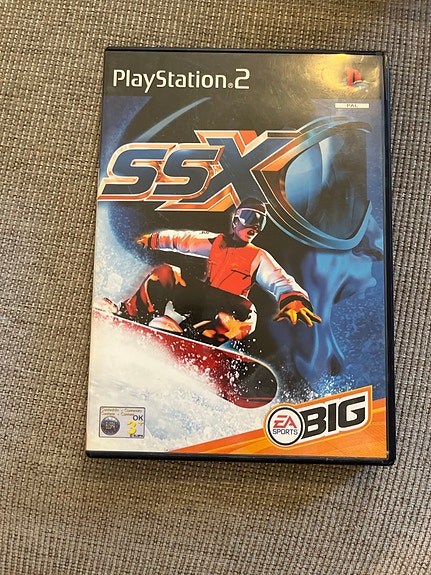 PlayStation®2
PAL
SSX
OK
3+
EA
SPORTS
BIG